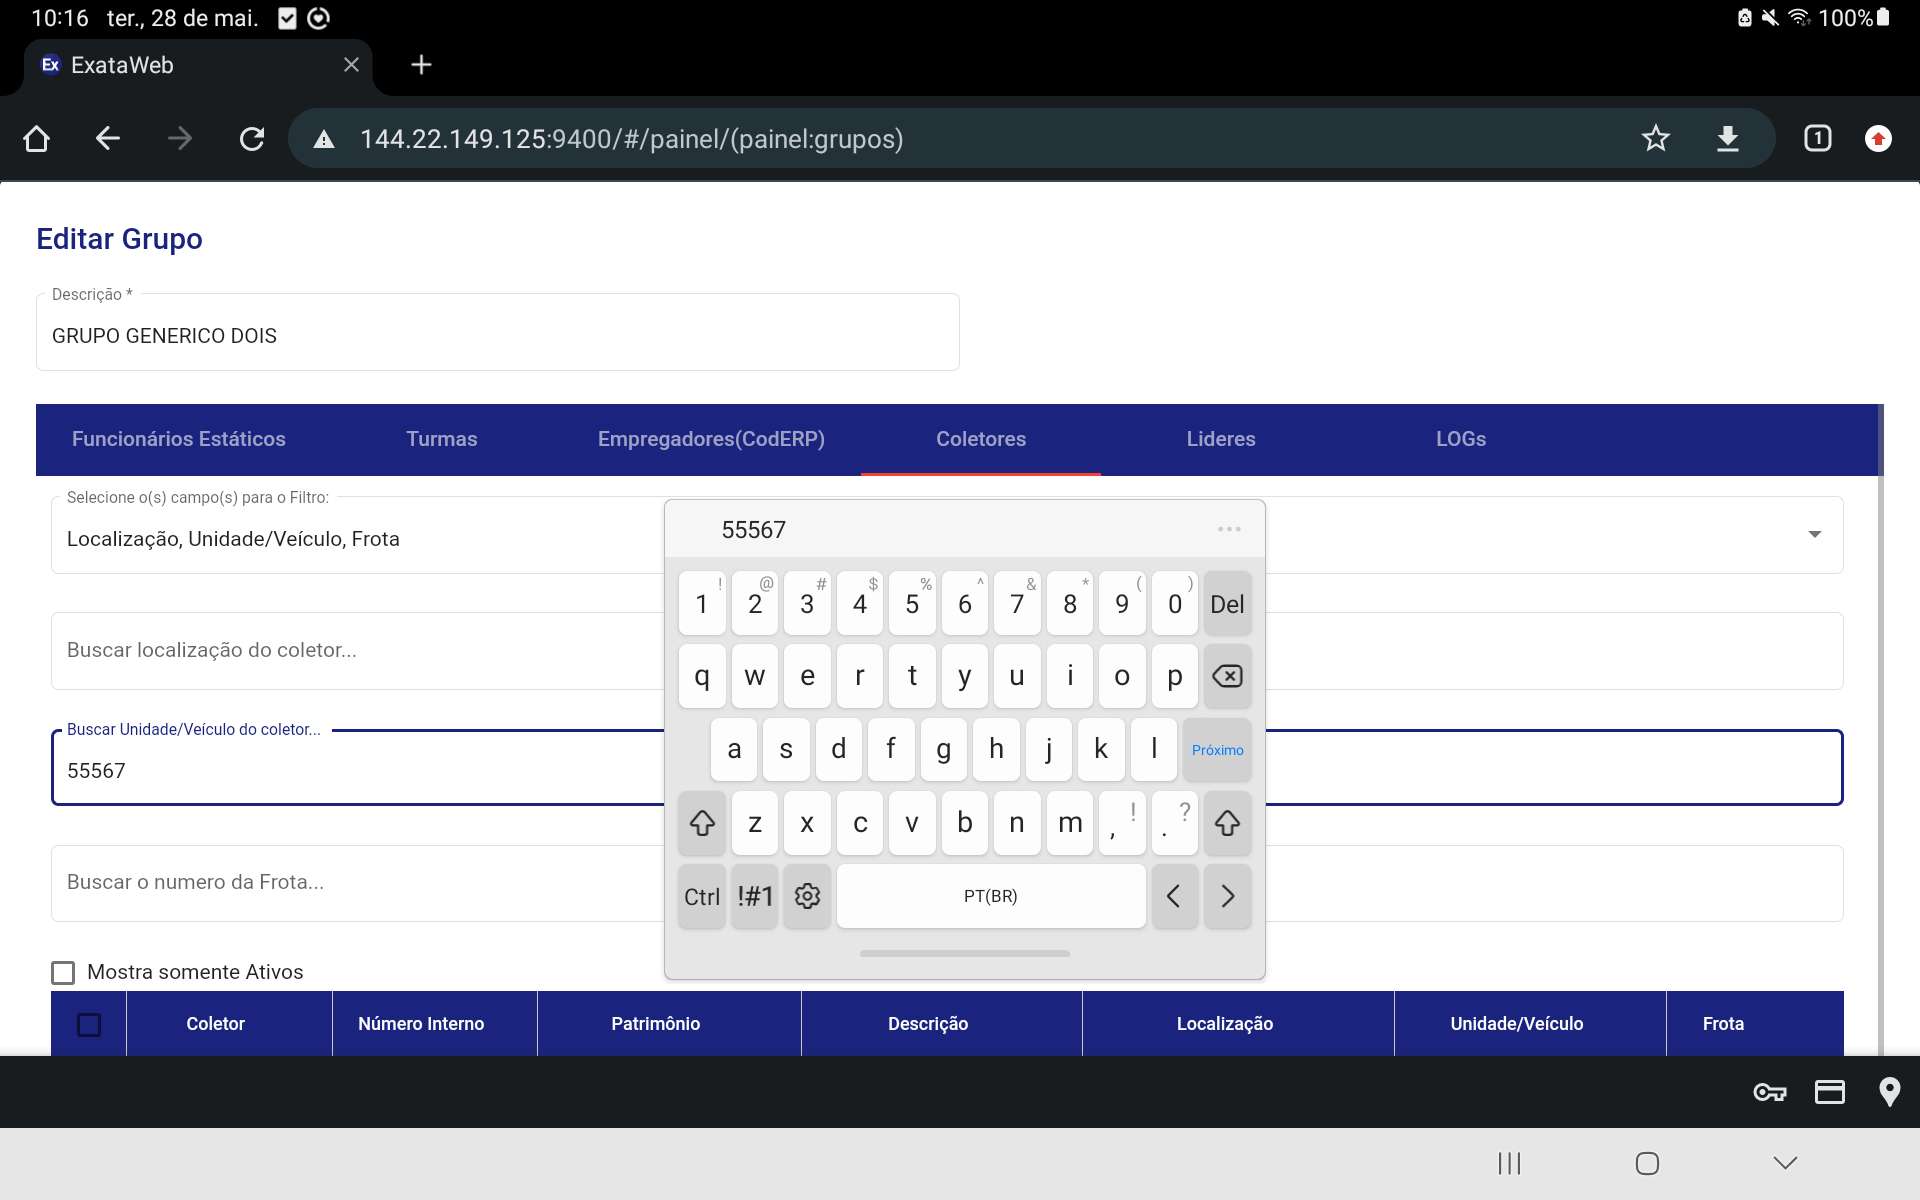 10:16 ter., 28 de mai. 100%
Ex ExataWeb
144.22.149.125:9400/#/painel/(painel:grupos) 1
Editar Grupo
Descrição *
GRUPO GENERICO DOIS
Funcionários Estáticos Turmas Empregadores(CodERP) Coletores Lideres LOGs
Selecione o(s) campo(s) para o Filtro:
Localização, Unidade/Veículo, Frota
Buscar localização do coletor...
Buscar Unidade/Veículo do coletor...
55567
Buscar o numero da Frota...
Mostra somente Ativos
Coletor Número Interno Patrimônio Descrição Localização Unidade/Veículo Frota
55567 ...
! @ # $ % ^ & * ( )
1 2 3 4 5 6 7 8 9 0 Del
q w e r t y u i o p
a s d f g h j k l Próximo
z x c v b n m , ! . ?
Ctrl !#1 PT(BR) < >